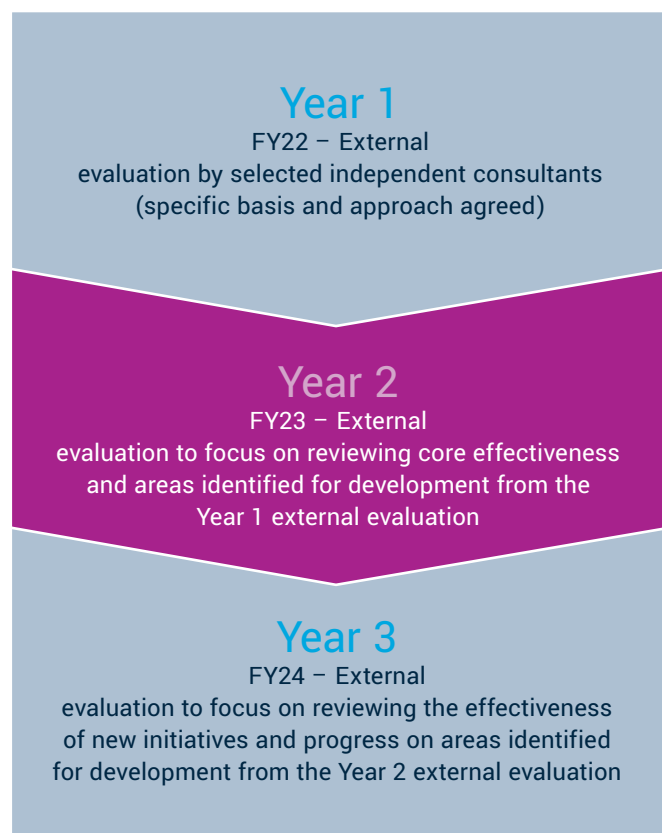 Year 1
FY22 – External
evaluation by selected independent consultants
(specific basis and approach agreed)
Year 2
FY23 – External
evaluation to focus on reviewing core effectiveness
and areas identified for development from the
Year 1 external evaluation
Year 3
FY24 – External
evaluation to focus on reviewing the effectiveness
of new initiatives and progress on areas identified
for development from the Year 2 external evaluation